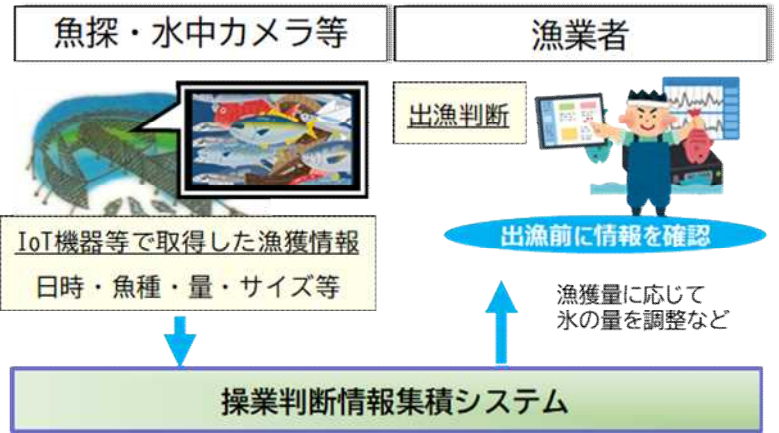 魚探・水中カメラ等
漁業者
出漁判断
IoT機器等で取得した漁獲情報
日時・魚種・量・サイズ等
出漁前に情報を確認
漁獲量に応じて
氷の量を調整など
操業判断情報集積システム